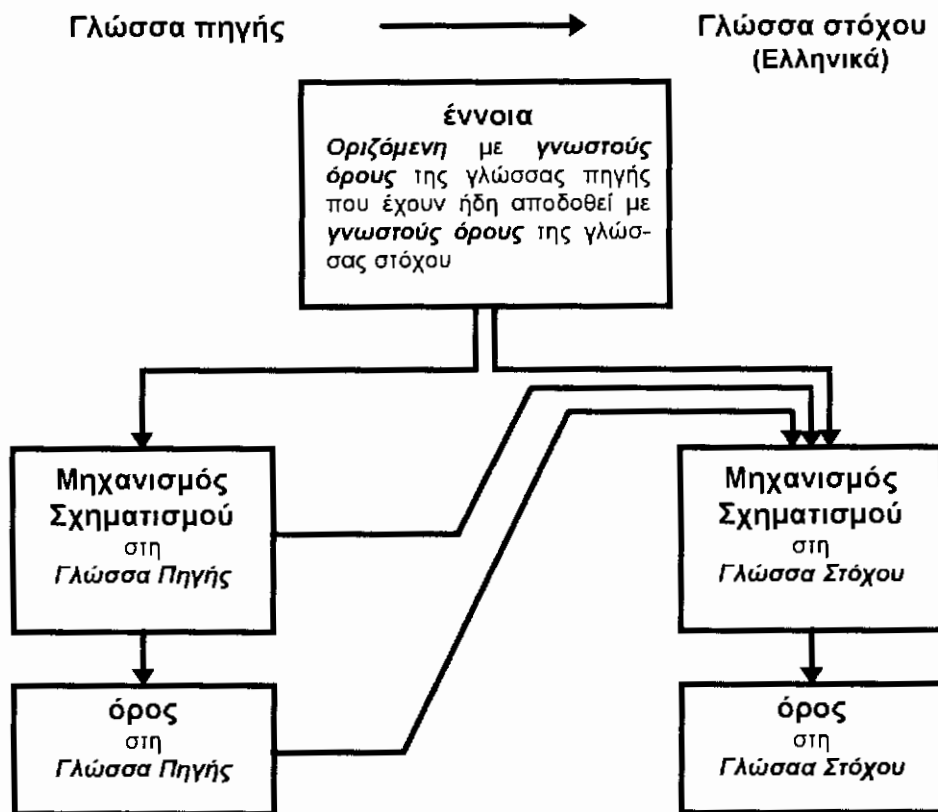 Γλώσσα πηγής
Γλώσσα στόχου
(Ελληνικά)
έννοια
Οριζόμενη με γνωστούς
όρους της γλώσσας πηγής
που έχουν ήδη αποδοθεί με
γνωστούς όρους της γλώσ-
σας στόχου
Μηχανισμός
Σχηματισμού
στη
Γλώσσα Πηγής
Μηχανισμός
Σχηματισμού
στη
Γλώσσα Στόχου
όρος
στη
Γλώσσα Πηγής
όρος
στη
Γλώσαα Στόχου